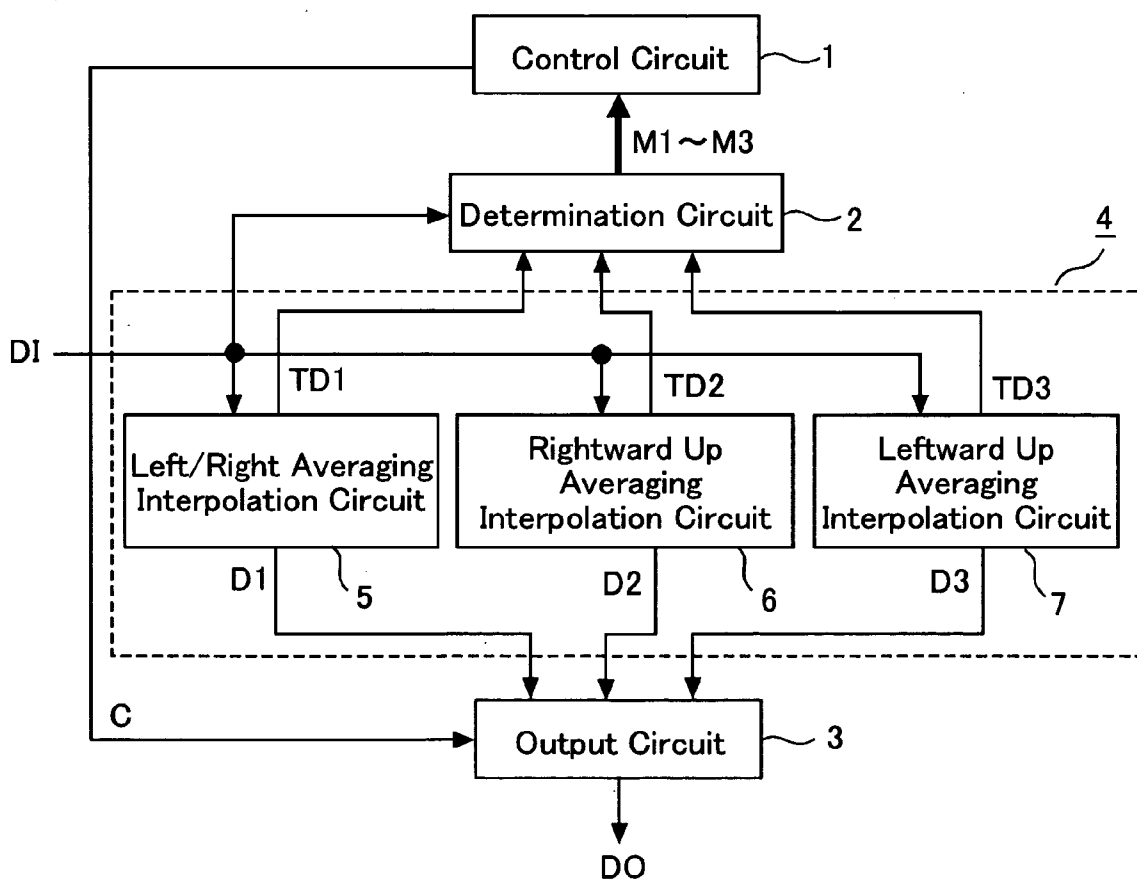 Control Circuit
1
M1～M3
Determination Circuit
2
4
DI
TD1
TD2
TD3
Left/Right Averaging
Interpolation Circuit
Rightward Up
Averaging
Interpolation Circuit
Leftward Up
Averaging
Interpolation Circuit
D1
5
D2
6
D3
7
C
Output Circuit
3
DO